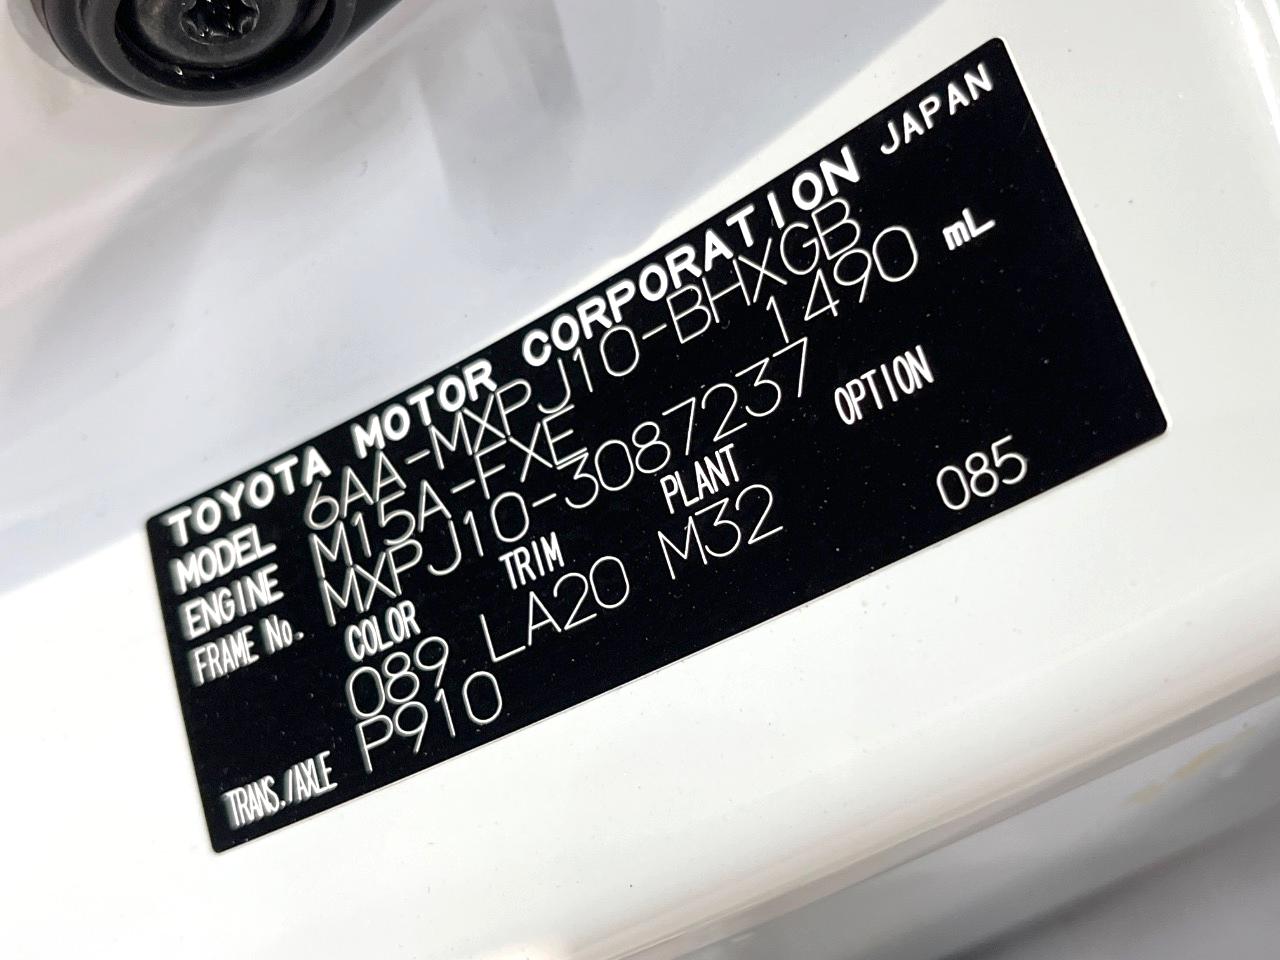 TOYOTA MOTOR CORPORATION JAPAN
MODEL 6AA-MXPJ10-BHXGB
ENGINE M15A-FXE 1490 mL
FRAME No. MXPJ10-3087237
COLOR TRIM PLANT OPTION
089 LA20 M32 085
TRANS./AXLE P910